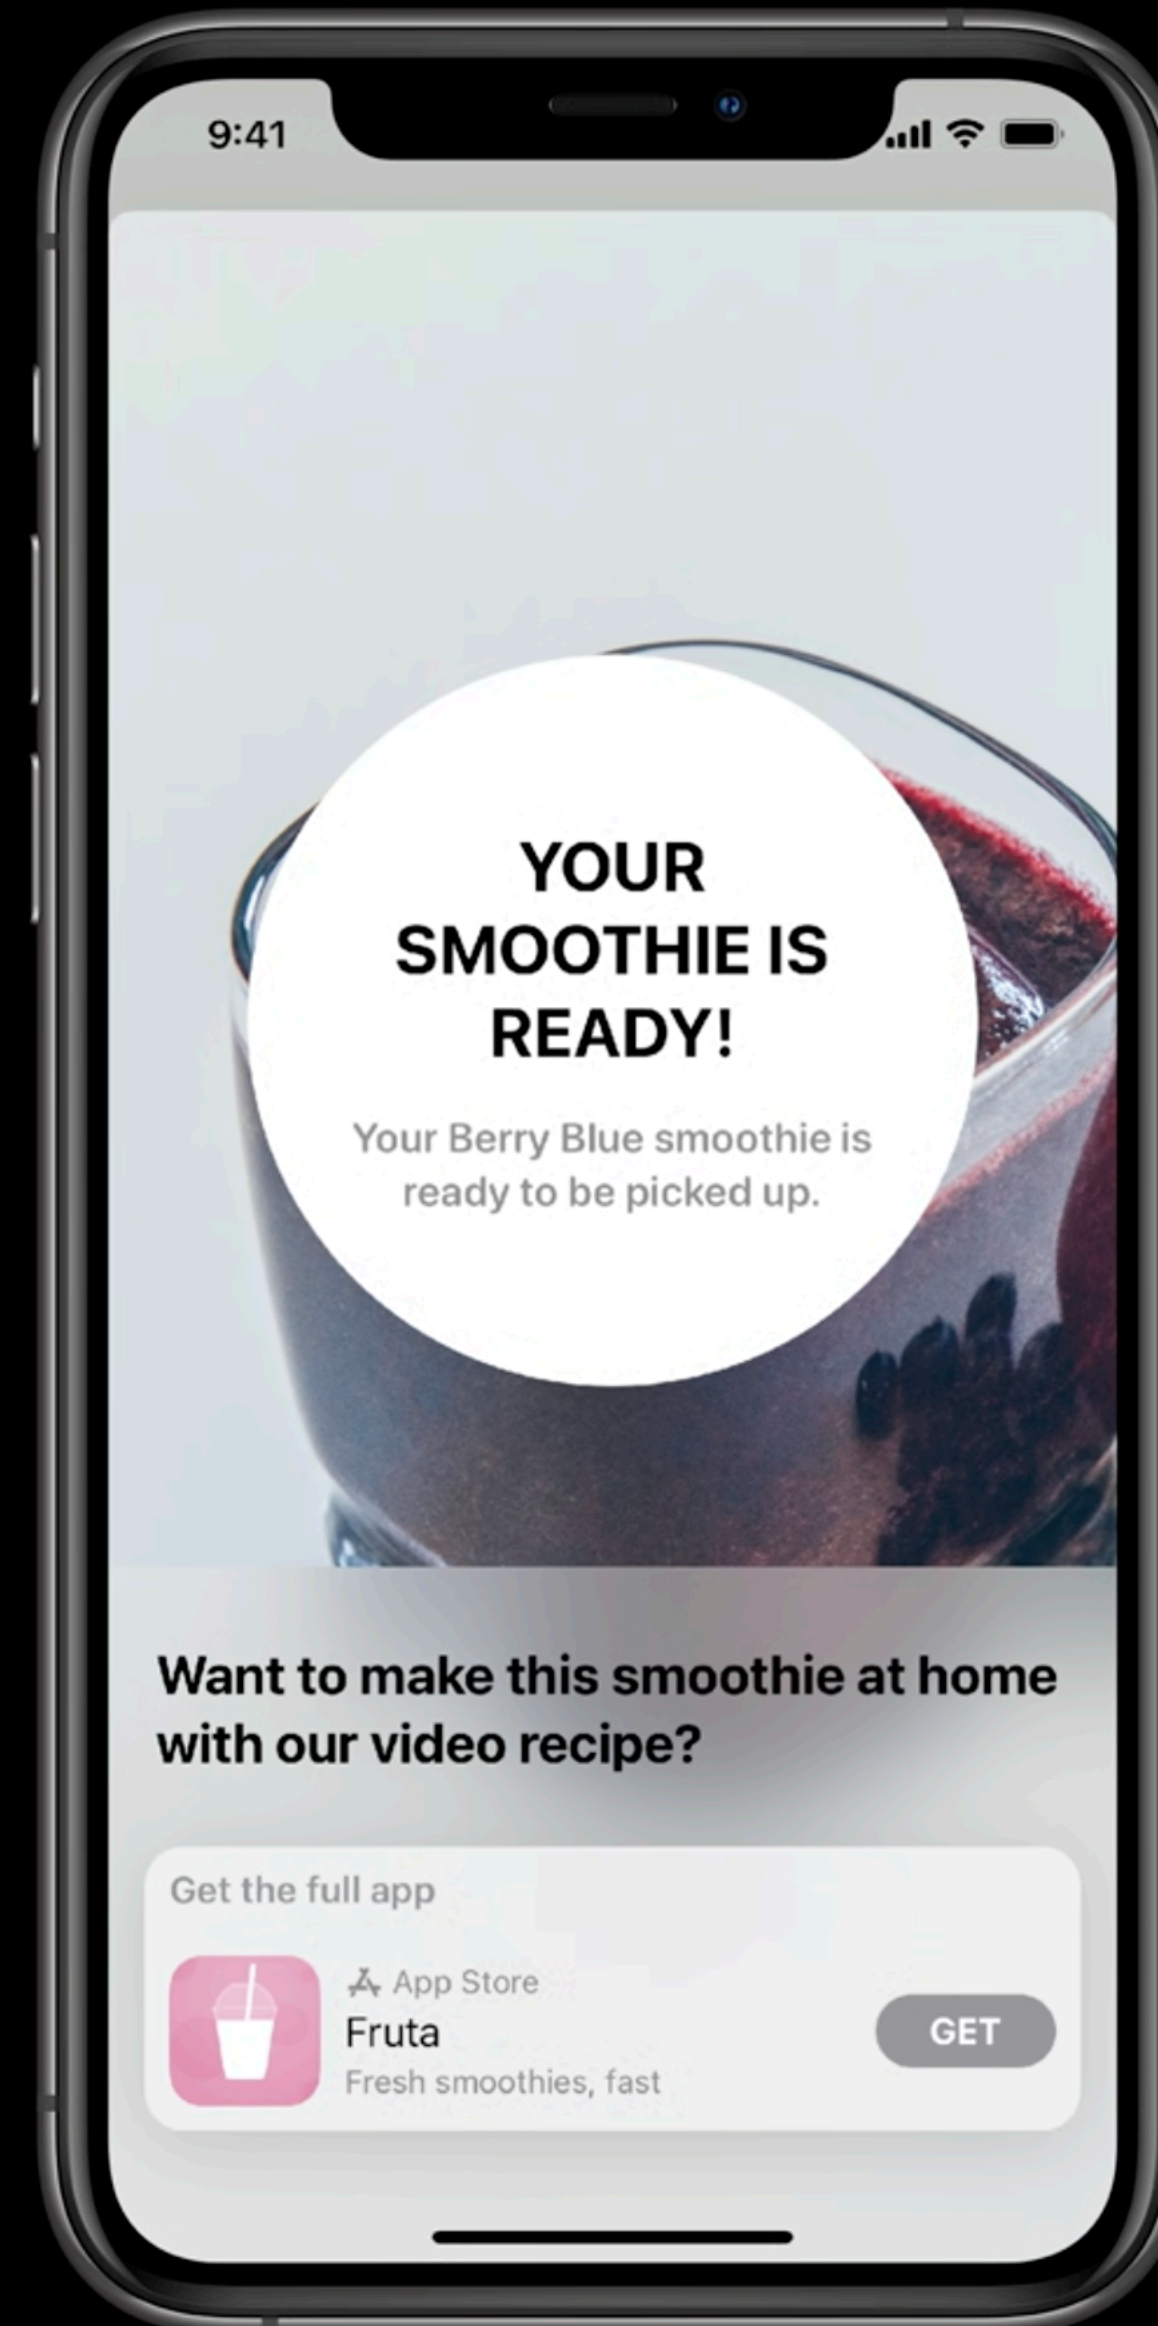 9:41
YOUR
SMOOTHIE IS
READY!
Your Berry Blue smoothie is
ready to be picked up.
Want to make this smoothie at home
with our video recipe?
Get the full app
App Store
Fruta
Fresh smoothies, fast
GET